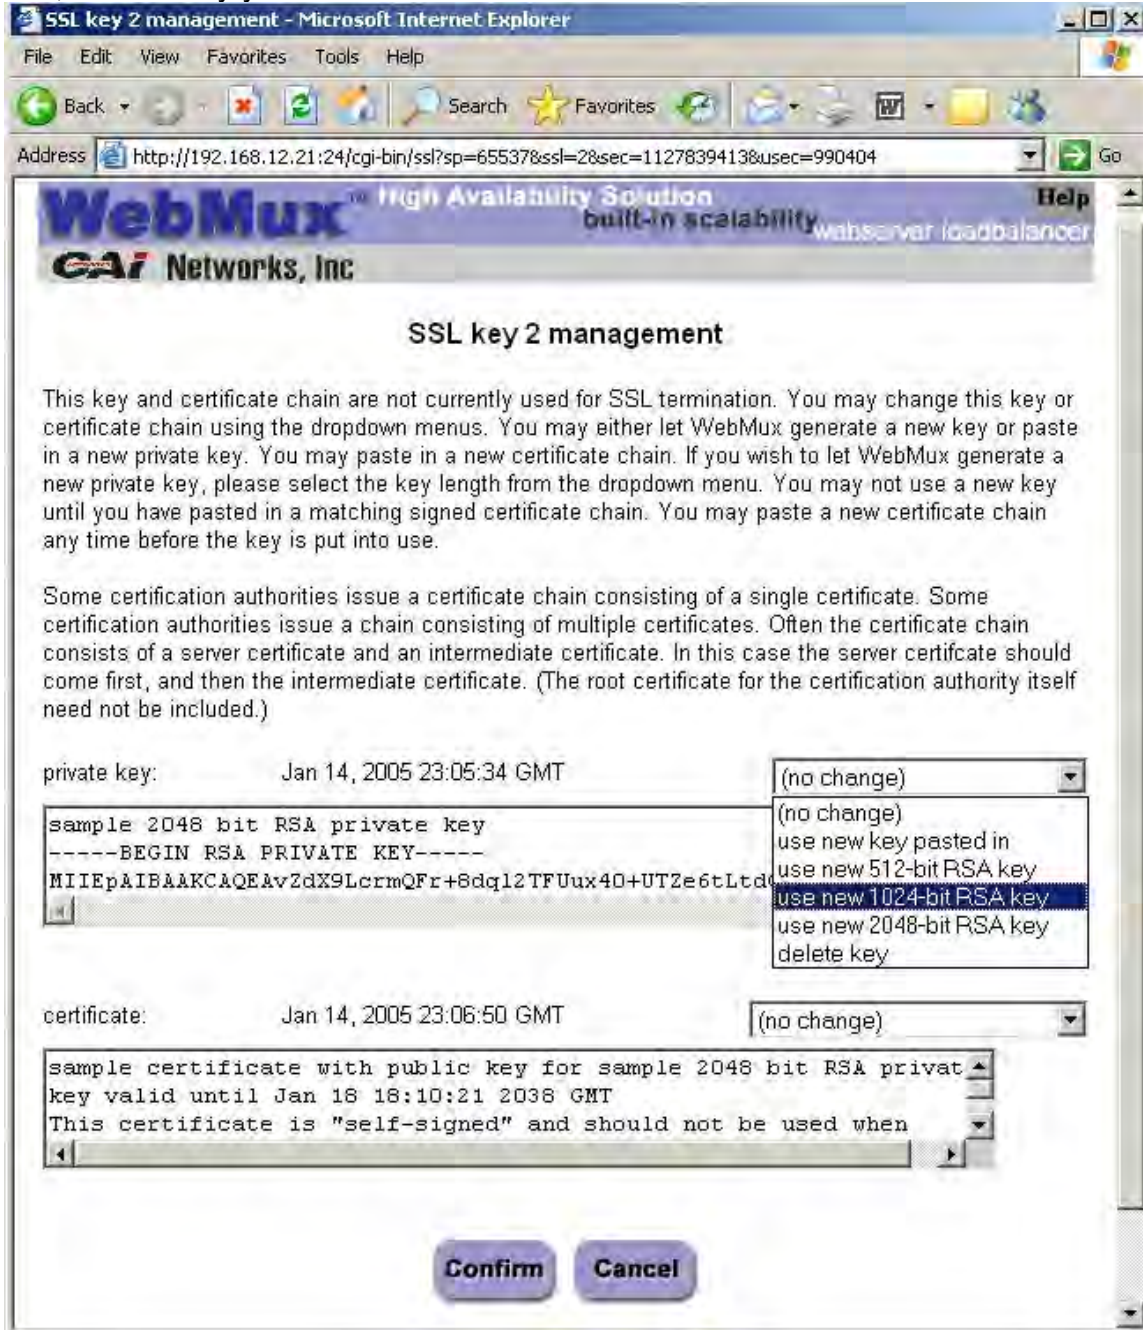 SSL key 2 management - Microsoft Internet Explorer
File Edit View Favorites Tools Help
Back Search Favorites
Address http://192.168.12.21:24/cgi-bin/ssl?sp=65537&ssl=2&sec=1127839413&usec=990404 Go
WebMux™ High Availability Solution Help
built-in scalability
webserver loadbalancer
CAI Networks, Inc
SSL key 2 management
This key and certificate chain are not currently used for SSL termination. You may change this key or
certificate chain using the dropdown menus. You may either let WebMux generate a new key or paste
in a new private key. You may paste in a new certificate chain. If you wish to let WebMux generate a
new private key, please select the key length from the dropdown menu. You may not use a new key
until you have pasted in a matching signed certificate chain. You may paste a new certificate chain
any time before the key is put into use.
Some certification authorities issue a certificate chain consisting of a single certificate. Some
certification authorities issue a chain consisting of multiple certificates. Often the certificate chain
consists of a server certificate and an intermediate certificate. In this case the server certifcate should
come first, and then the intermediate certificate. (The root certificate for the certification authority itself
need not be included.)
private key: Jan 14, 2005 23:05:34 GMT (no change)
sample 2048 bit RSA private key
-----BEGIN RSA PRIVATE KEY-----
MIIEpAIBAAKCAQEAvZdX9LcrmQFr+8dql2TFUux4O+UTZe6tLtd
(no change)
use new key pasted in
use new 512-bit RSA key
use new 1024-bit RSA key
use new 2048-bit RSA key
delete key
certificate: Jan 14, 2005 23:06:50 GMT (no change)
sample certificate with public key for sample 2048 bit RSA privat
key valid until Jan 18 18:10:21 2038 GMT
This certificate is "self-signed" and should not be used when
Confirm Cancel